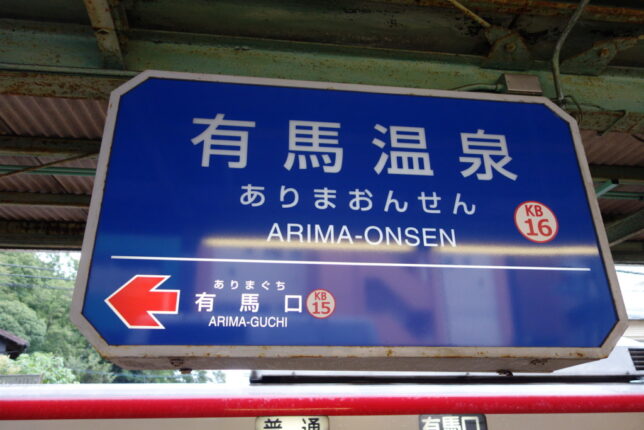 有馬温泉
ありまおんせん
ARIMA-ONSEN
KB
16
ありまぐち
有馬口
KB
15
ARIMA-GUCHI
普通
有馬口